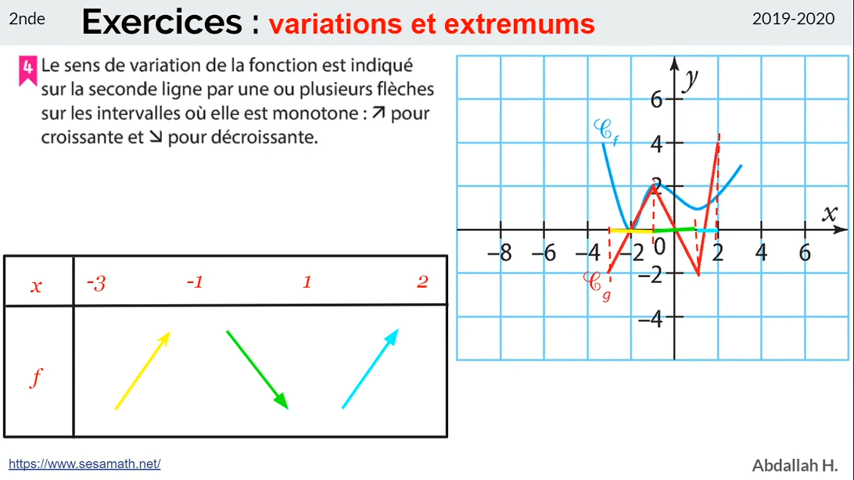 2nde
Exercices : variations et extremums
2019-2020
4 Le sens de variation de la fonction est indiqué
sur la seconde ligne par une ou plusieurs flèches
sur les intervalles où elle est monotone : ↗ pour
croissante et ↘ pour décroissante.
y
6
4
2
x
-8 -6 -4 -2 0 2 4 6
-2
-4
𝒞f
𝒞g
x -3 -1 1 2
f
https://www.sesamath.net/
Abdallah H.